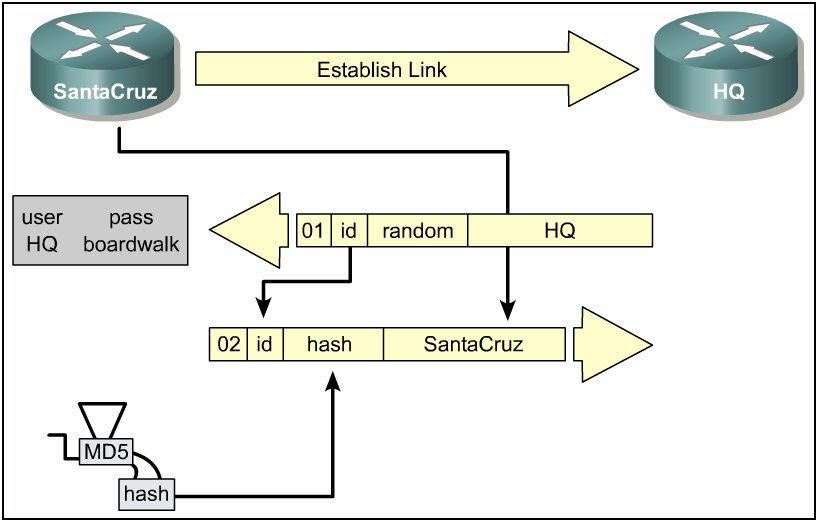 SantaCruz
Establish Link
HQ
user pass
HQ boardwalk
01 id random HQ
02 id hash SantaCruz
MD5
hash